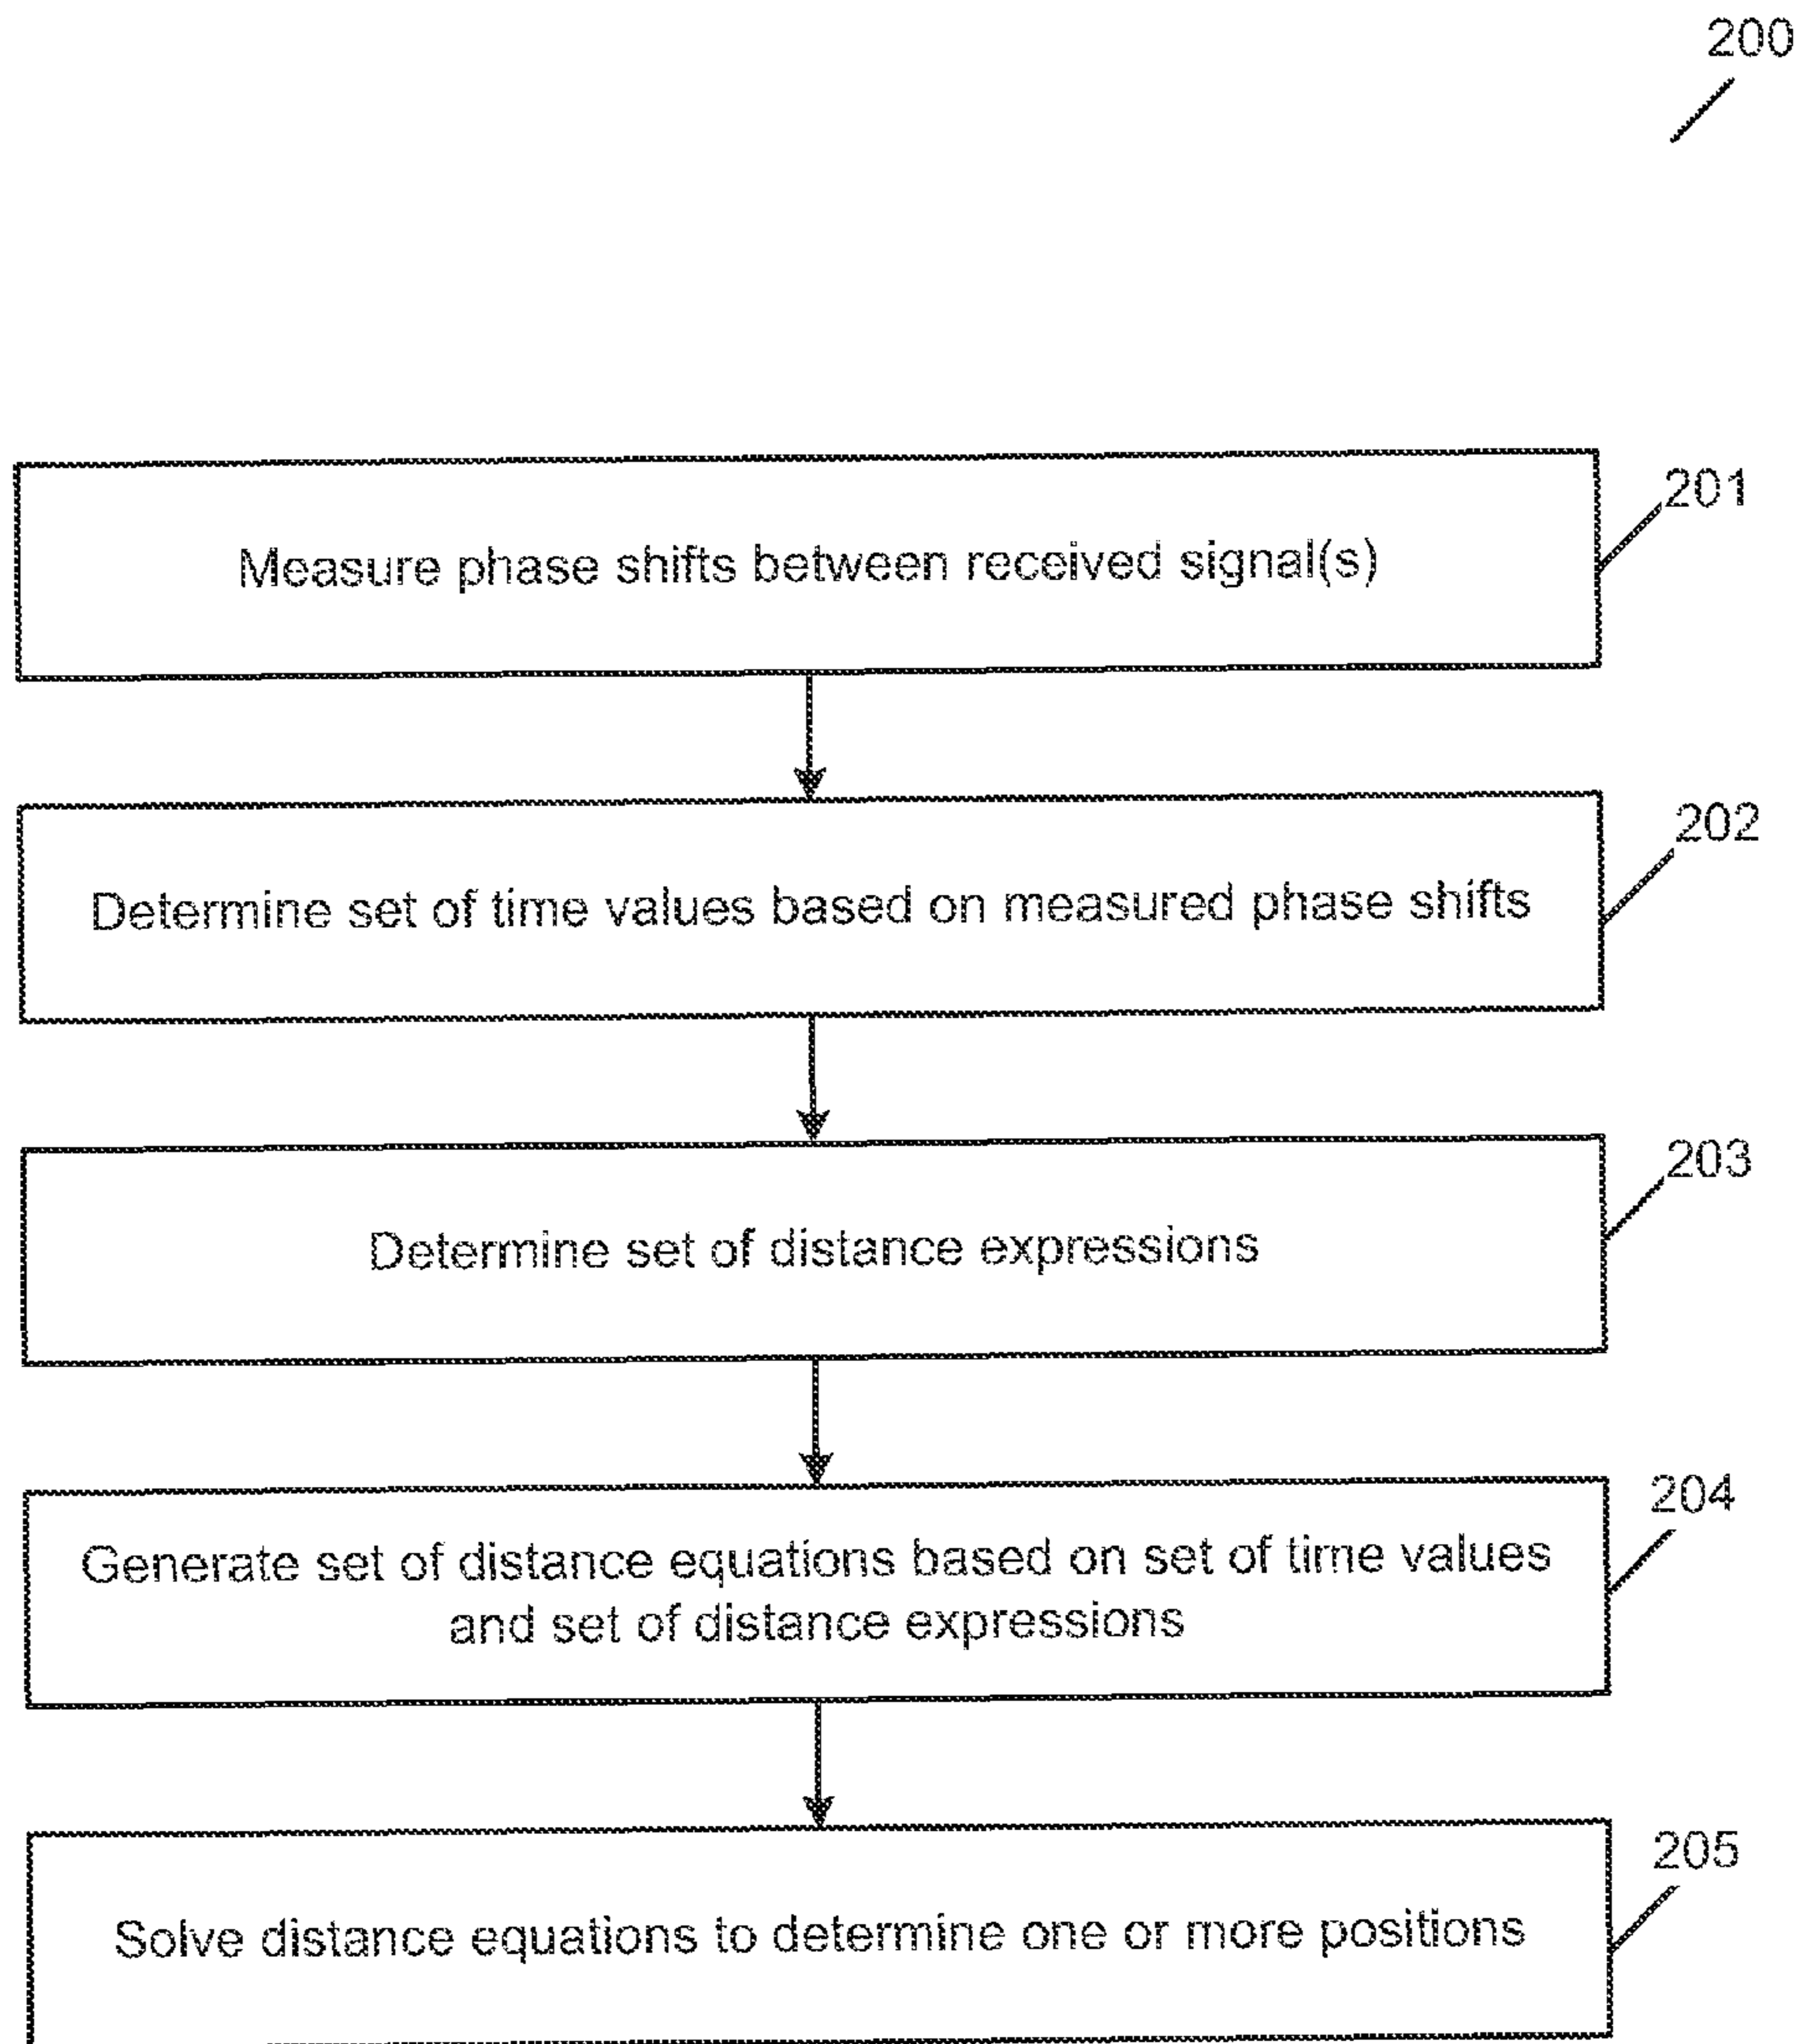 200
Measure phase shifts between received signal(s)
201
Determine set of time values based on measured phase shifts
202
Determine set of distance expressions
203
Generate set of distance equations based on set of time values
and set of distance expressions
204
Solve distance equations to determine one or more positions
205